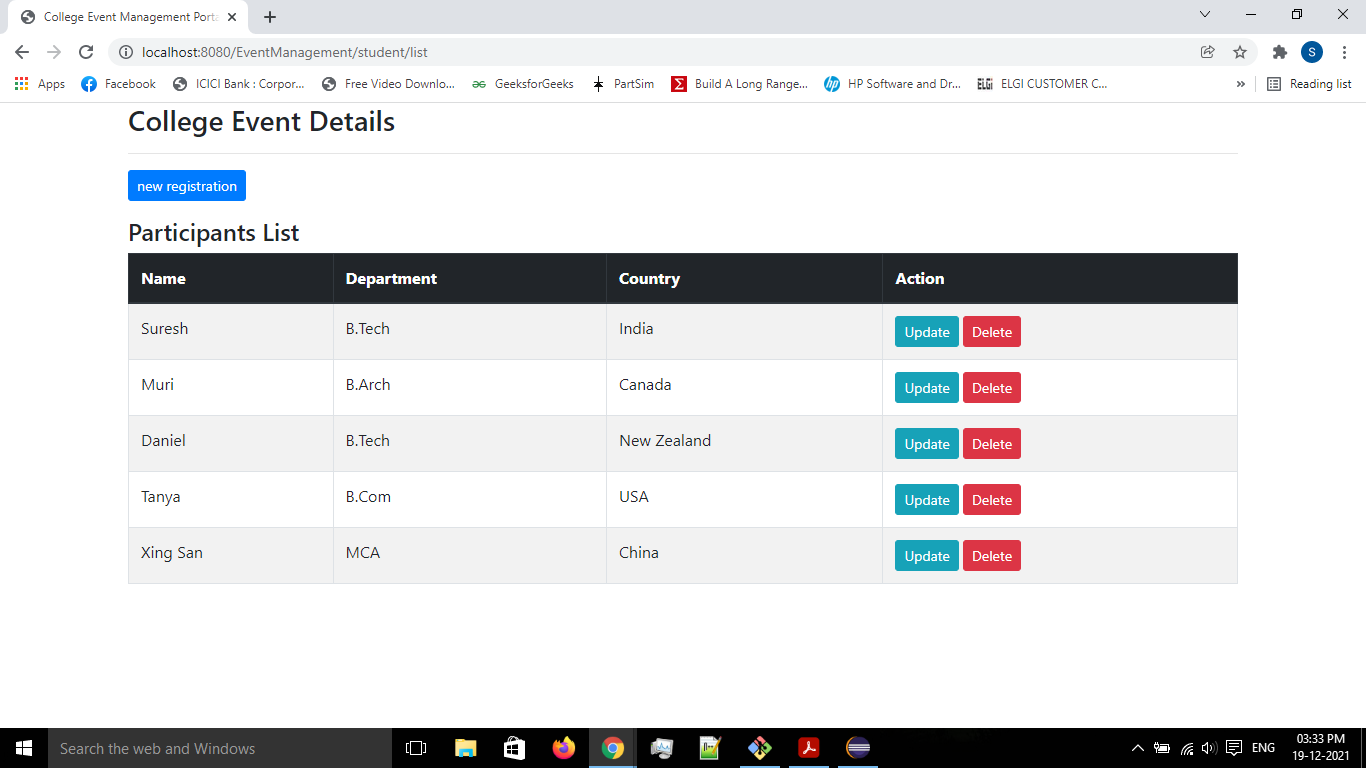 College Event Management Porta
localhost:8080/EventManagement/student/list
S
Apps Facebook ICICI Bank : Corpor... Free Video Downlo... GeeksforGeeks PartSim Build A Long Range... HP Software and Dr... ELGI ELGI CUSTOMER C... » Reading list
College Event Details
new registration
Participants List
Name Department Country Action
Suresh B.Tech India Update Delete
Muri B.Arch Canada Update Delete
Daniel B.Tech New Zealand Update Delete
Tanya B.Com USA Update Delete
Xing San MCA China Update Delete
Search the web and Windows
ENG
03:33 PM
19-12-2021